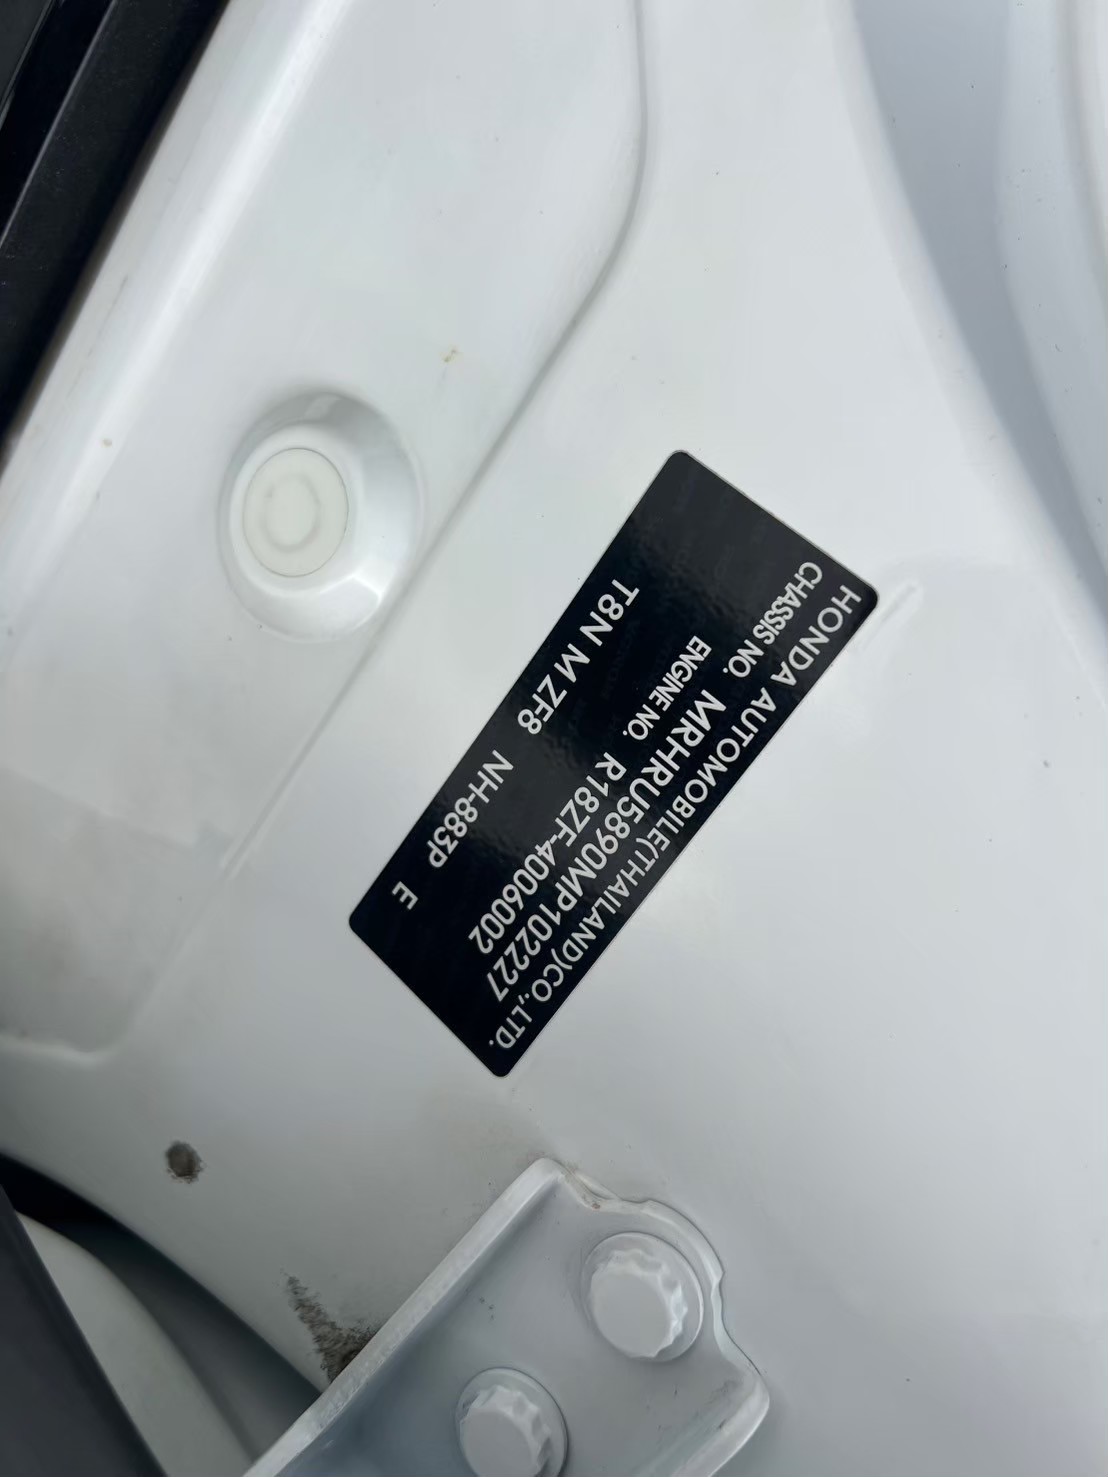 HONDA AUTOMOBILE(THAILAND)CO.,LTD.
CHASSIS NO. MRHRU5890MP102227
ENGINE NO. R18ZF-4006002
T8N M ZF8 NH-883P E